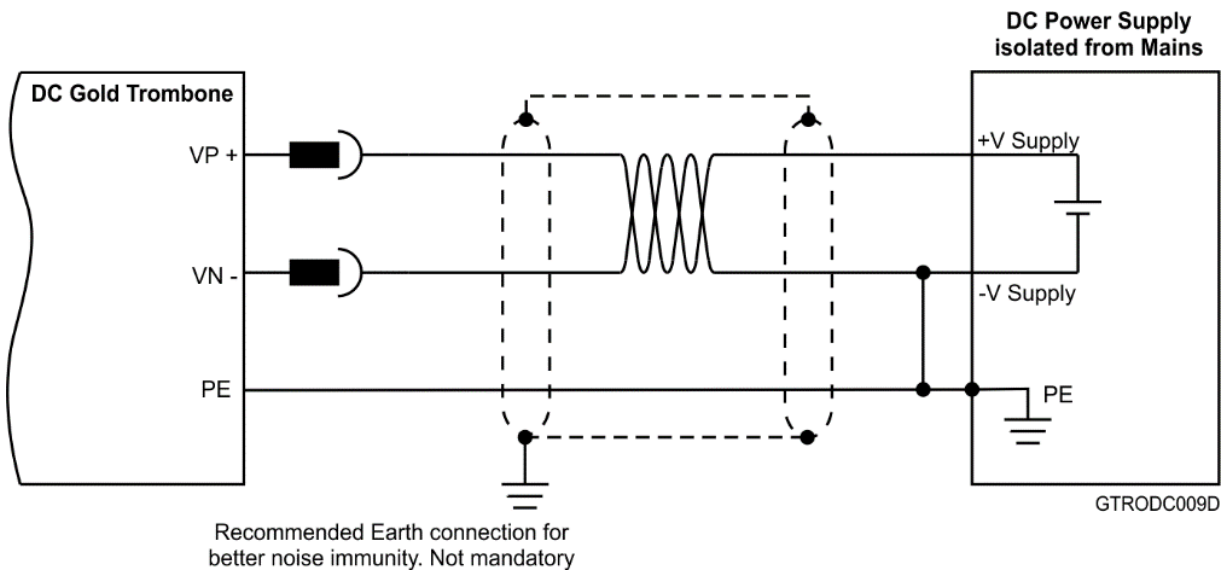 DC Power Supply
isolated from Mains
DC Gold Trombone
VP +
+V Supply
VN -
-V Supply
PE
PE
GTRODC009D
Recommended Earth connection for
better noise immunity. Not mandatory